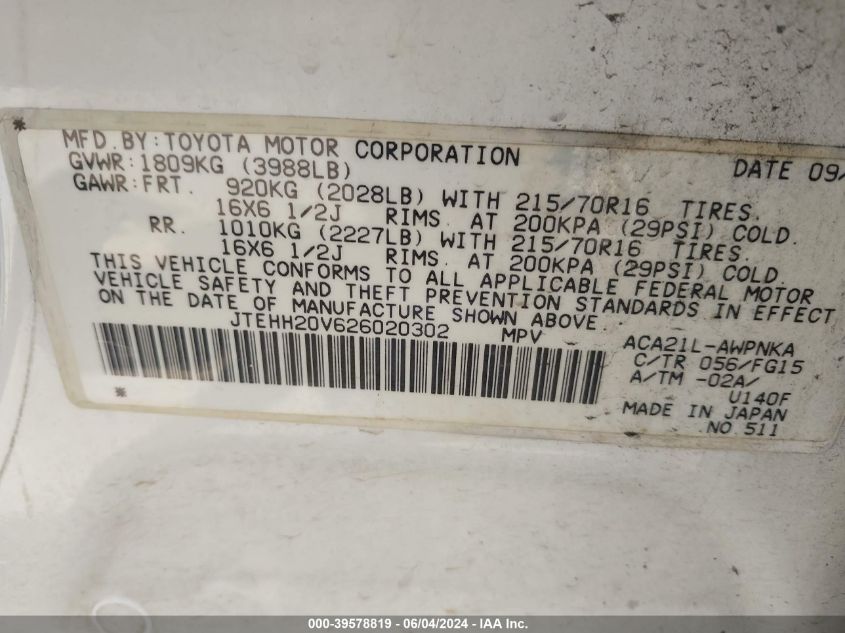 MFD.BY:TOYOTA MOTOR CORPORATION DATE 09/
GVWR:1809KG (3988LB)
GAWR:FRT. 920KG (2028LB) WITH 215/70R16 TIRES.
16X6 1/2J RIMS. AT 200KPA (29PSI) COLD.
RR. 1010KG (2227LB) WITH 215/70R16 TIRES.
16X6 1/2J RIMS. AT 200KPA (29PSI) COLD
THIS VEHICLE CONFORMS TO ALL APPLICABLE FEDERAL MOTOR
VEHICLE SAFETY AND THEFT PREVENTION STANDARDS IN EFFECT
ON THE DATE OF MANUFACTURE SHOWN ABOVE.
JTEHH20V626020302 MPV
ACA21L-AWPNKA
C/TR 056/FG15
A/TM -02A/
U140F
MADE IN JAPAN
NO.511
000-39578819 - 06/04/2024 - IAA Inc.